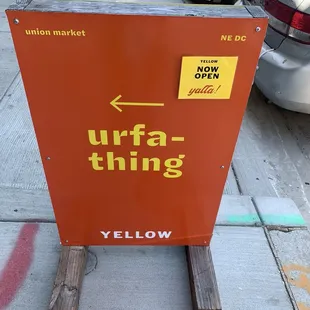 union market
NE DC
YELLOW
NOW
OPEN
yalla!
urfa-
thing
YELLOW